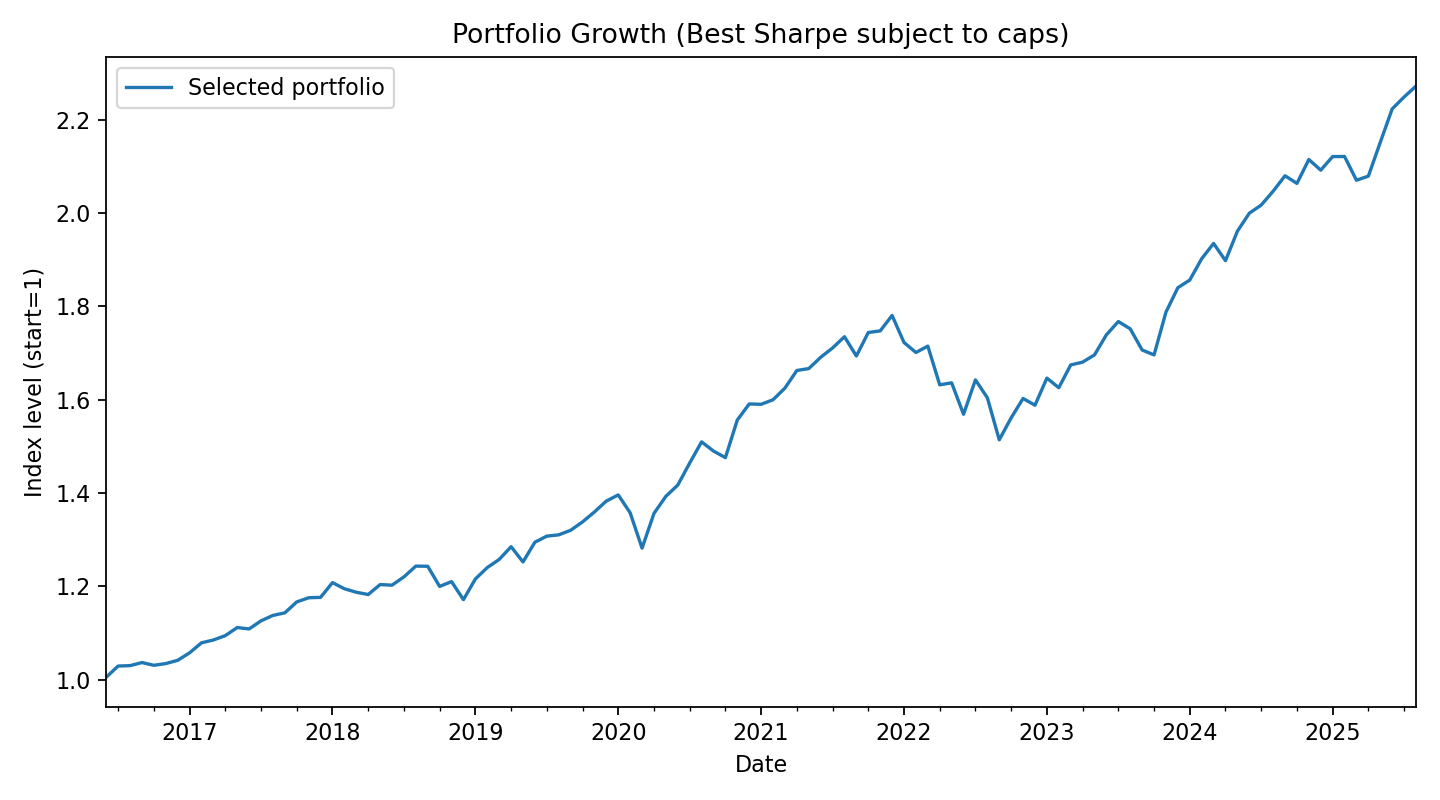 Portfolio Growth (Best Sharpe subject to caps)
Selected portfolio
Index level (start=1)
2.2
2.0
1.8
1.6
1.4
1.2
1.0
2017 2018 2019 2020 2021 2022 2023 2024 2025
Date